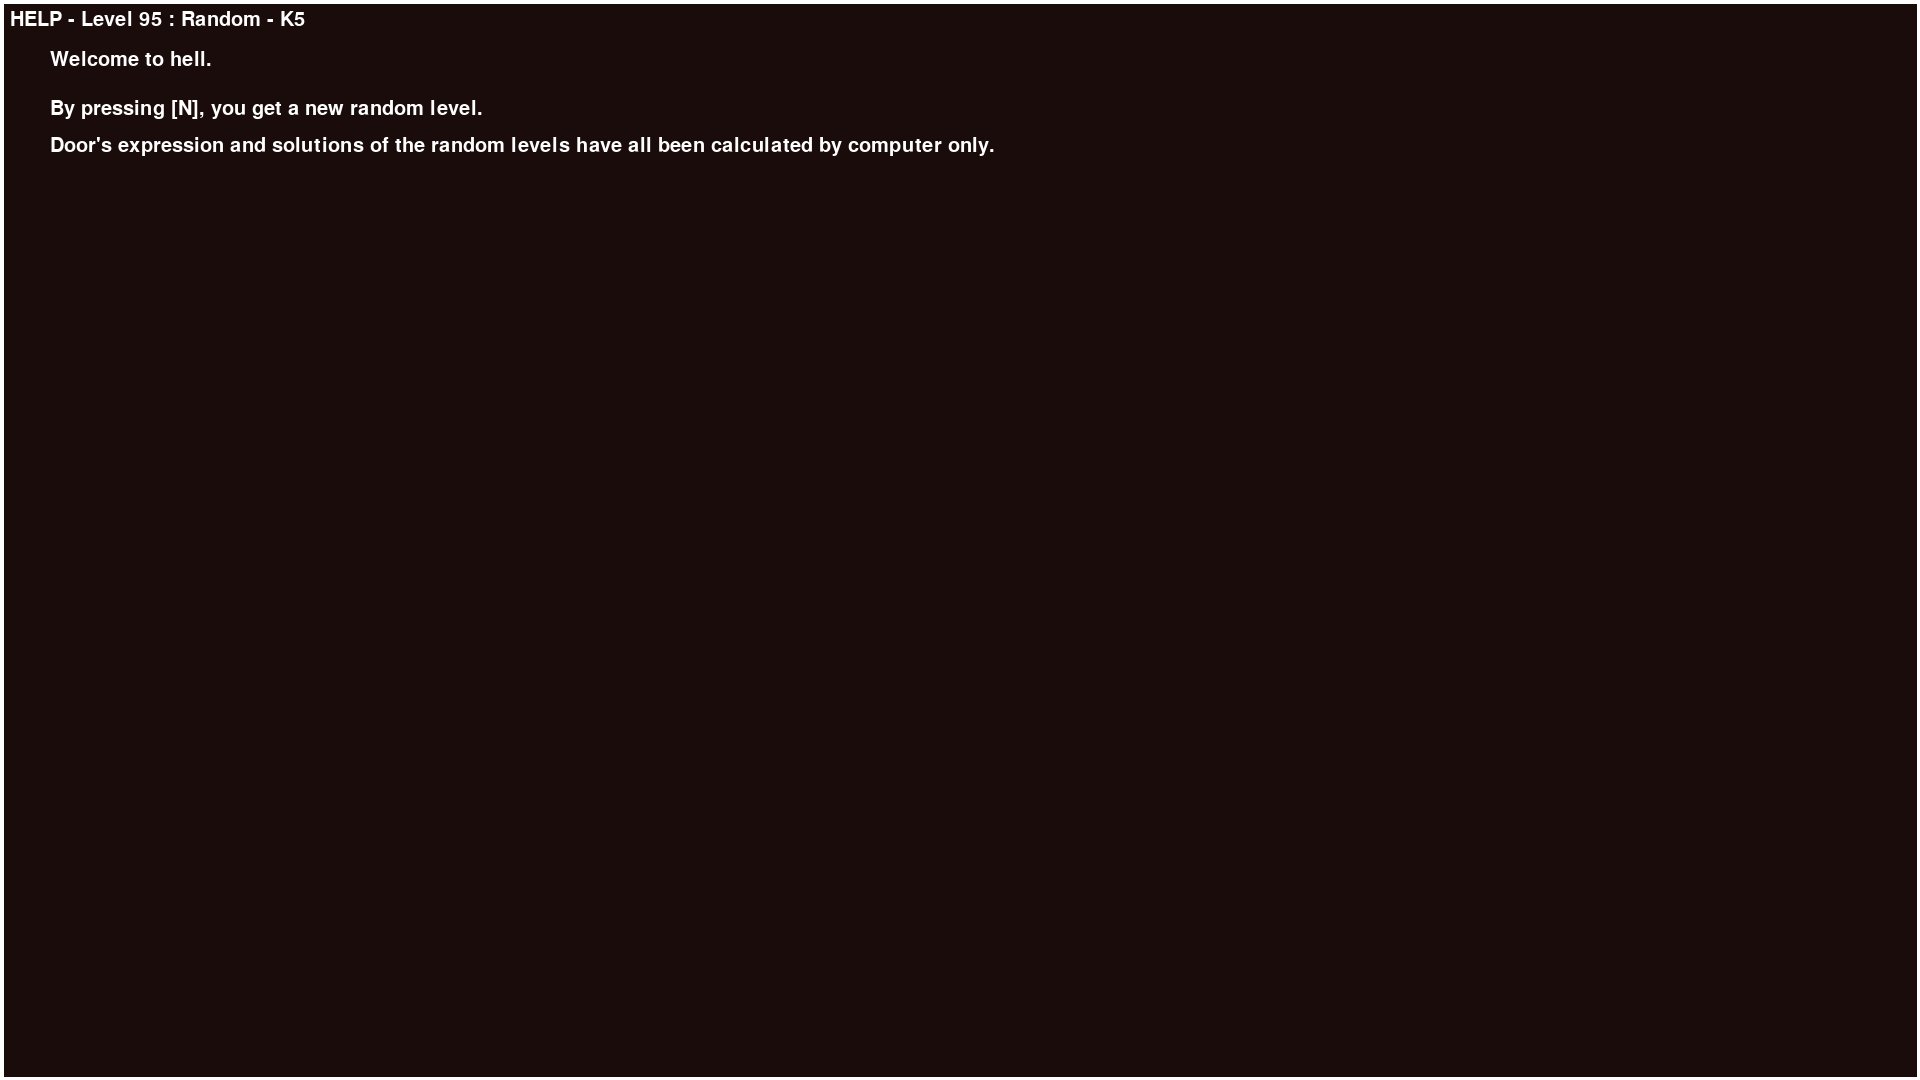 HELP - Level 95 : Random - K5
Welcome to hell.
By pressing [N], you get a new random level.
Door's expression and solutions of the random levels have all been calculated by computer only.